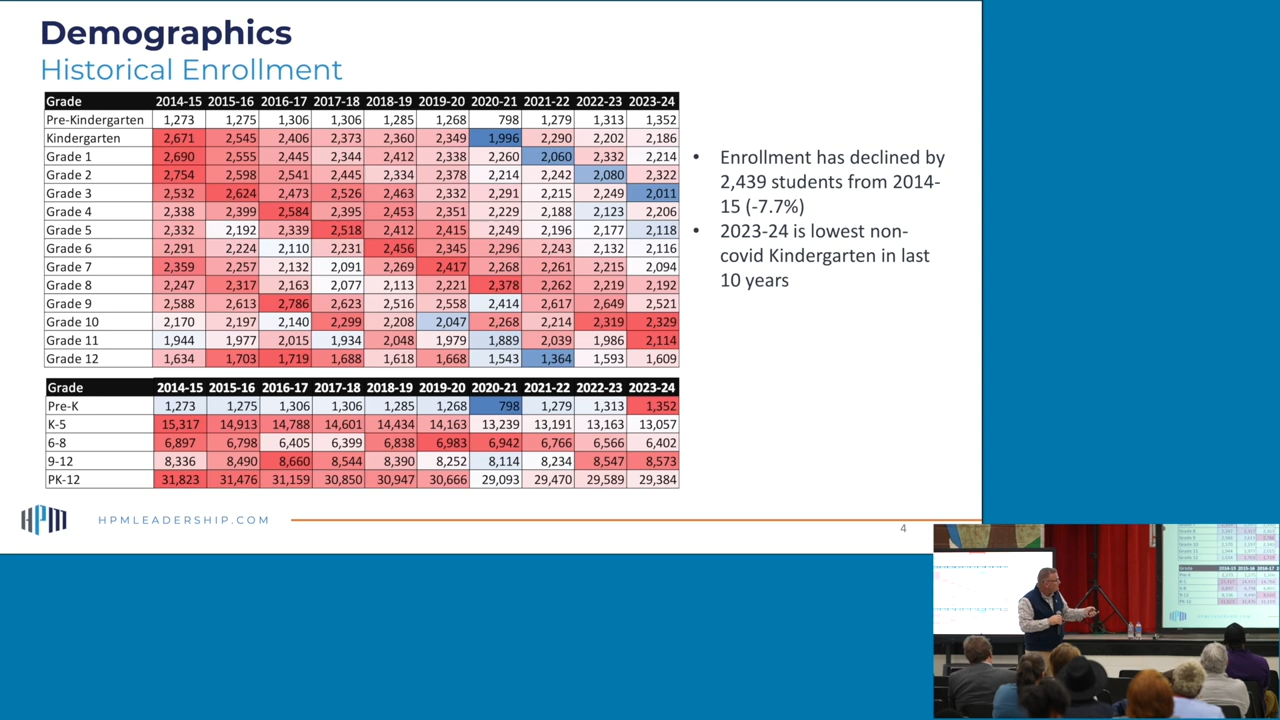 Demographics
Historical Enrollment
Grade 2014-15 2015-16 2016-17 2017-18 2018-19 2019-20 2020-21 2021-22 2022-23 2023-24
Pre-Kindergarten 1,273 1,275 1,306 1,306 1,285 1,268 798 1,279 1,313 1,352
Kindergarten 2,671 2,545 2,406 2,373 2,360 2,349 1,996 2,290 2,202 2,186
Grade 1 2,690 2,555 2,445 2,344 2,412 2,338 2,260 2,060 2,332 2,214
Grade 2 2,754 2,598 2,541 2,445 2,334 2,378 2,214 2,242 2,080 2,322
Grade 3 2,532 2,624 2,473 2,526 2,463 2,332 2,291 2,215 2,249 2,011
Grade 4 2,338 2,399 2,584 2,395 2,453 2,351 2,229 2,188 2,123 2,206
Grade 5 2,332 2,192 2,339 2,518 2,412 2,415 2,249 2,196 2,177 2,118
Grade 6 2,291 2,224 2,110 2,231 2,456 2,345 2,296 2,243 2,132 2,116
Grade 7 2,359 2,257 2,132 2,091 2,269 2,417 2,268 2,261 2,215 2,094
Grade 8 2,247 2,317 2,163 2,077 2,113 2,221 2,378 2,262 2,219 2,192
Grade 9 2,588 2,613 2,786 2,623 2,516 2,558 2,414 2,617 2,649 2,521
Grade 10 2,170 2,197 2,140 2,299 2,208 2,047 2,268 2,214 2,319 2,329
Grade 11 1,944 1,977 2,015 1,934 2,048 1,979 1,889 2,039 1,986 2,114
Grade 12 1,634 1,703 1,719 1,688 1,618 1,668 1,543 1,364 1,593 1,609
Grade 2014-15 2015-16 2016-17 2017-18 2018-19 2019-20 2020-21 2021-22 2022-23 2023-24
Pre-K 1,273 1,275 1,306 1,306 1,285 1,268 798 1,279 1,313 1,352
K-5 15,317 14,913 14,788 14,601 14,434 14,163 13,239 13,191 13,163 13,057
6-8 6,897 6,798 6,405 6,399 6,838 6,983 6,942 6,766 6,566 6,402
9-12 8,336 8,490 8,660 8,544 8,390 8,252 8,114 8,234 8,547 8,573
PK-12 31,823 31,476 31,159 30,850 30,947 30,666 29,093 29,470 29,589 29,384
• Enrollment has declined by
2,439 students from 2014-
15 (-7.7%)
• 2023-24 is lowest non-
covid Kindergarten in last
10 years
HPM
HPMLEADERSHIP.COM
4